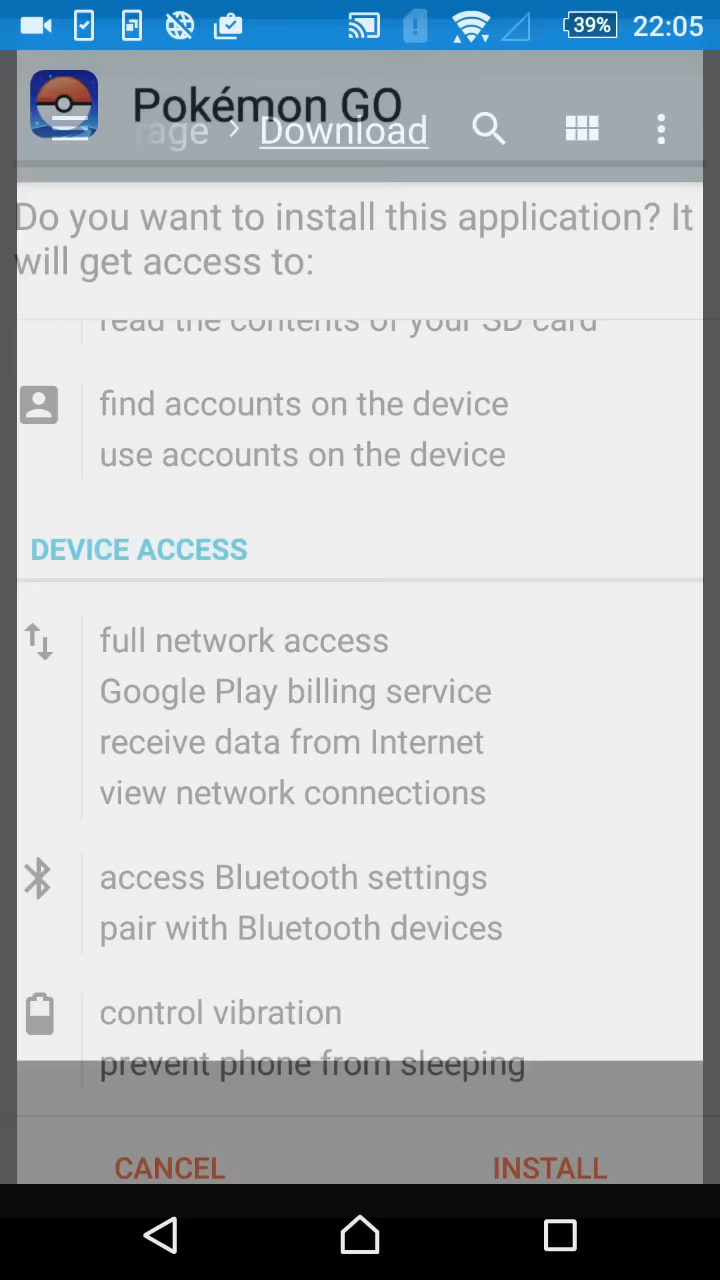 39% 22:05
Pokémon GO
rage > Download
Do you want to install this application? It
will get access to:
read the contents of your SD card
find accounts on the device
use accounts on the device
DEVICE ACCESS
full network access
Google Play billing service
receive data from Internet
view network connections
access Bluetooth settings
pair with Bluetooth devices
control vibration
prevent phone from sleeping
CANCEL INSTALL